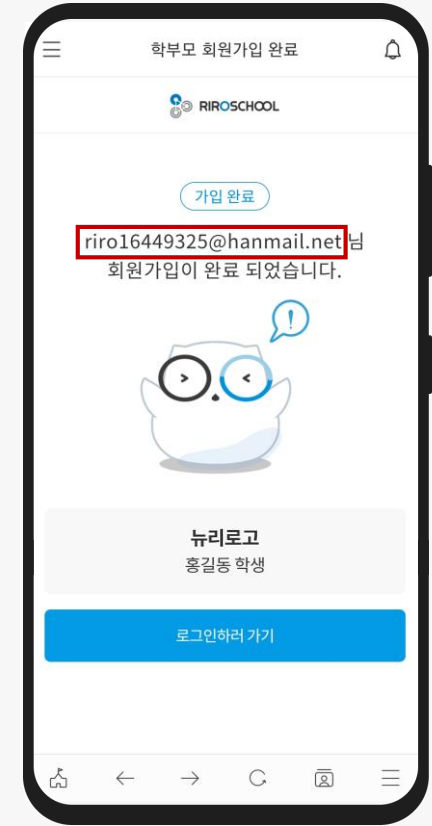 학부모 회원가입 완료
RIROSCHOOL
가입 완료
riro16449325@hanmail.net 님
회원가입이 완료 되었습니다.
!
뉴리로고
홍길동 학생
로그인하러 가기